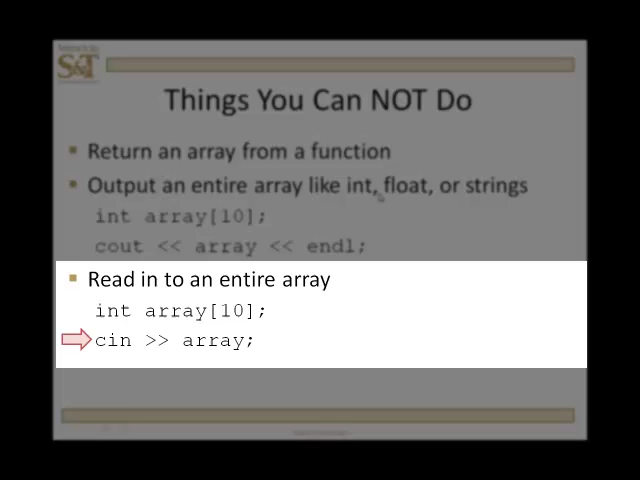 S&T
Things You Can NOT Do
Return an array from a function
Output an entire array like int, float, or strings
int array[10];
cout << array << endl;
Read in to an entire array
int array[10];
cin >> array;